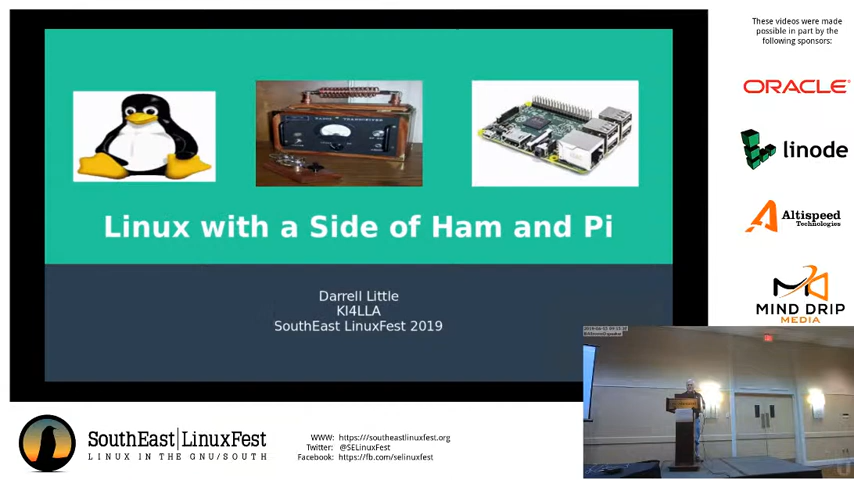 Linux with a Side of Ham and Pi
Darrell Little
KI4LLA
SouthEast LinuxFest 2019
These videos were made
possible in part by the
following sponsors:
ORACLE®
linode
Altispeed
Technologies
MIND DRIP
MEDIA
SouthEast|LinuxFest
LINUX IN THE GNU/SOUTH
WWW: https://southeastlinuxfest.org
Twitter: @SELinuxFest
Facebook: https://fb.com/selinuxfest